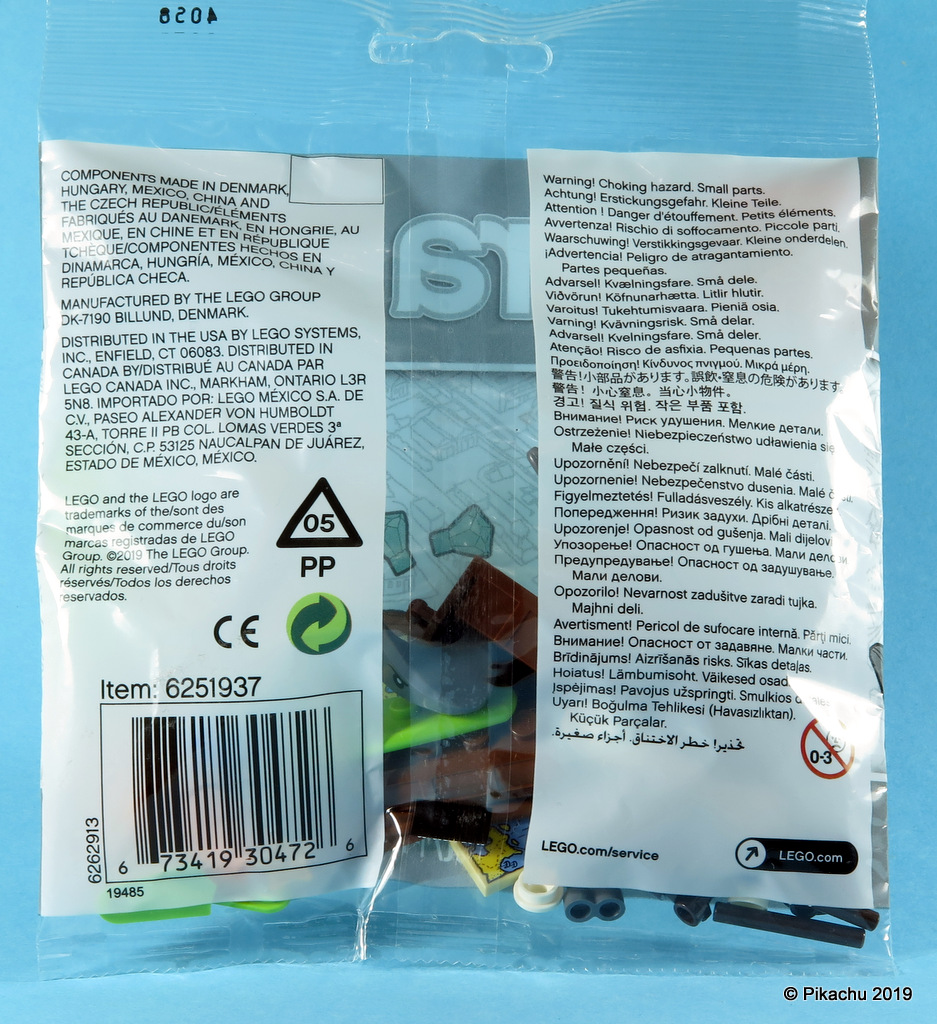 4058
COMPONENTS MADE IN DENMARK,
HUNGARY, MEXICO, CHINA AND
THE CZECH REPUBLIC/ÉLÉMENTS
FABRIQUÉS AU DANEMARK, EN HONGRIE, AU
MEXIQUE, EN CHINE ET EN RÉPUBLIQUE
TCHÈQUE/COMPONENTES HECHOS EN
DINAMARCA, HUNGRÍA, MÉXICO, CHINA Y
REPÚBLICA CHECA.
MANUFACTURED BY THE LEGO GROUP
DK-7190 BILLUND, DENMARK.
DISTRIBUTED IN THE USA BY LEGO SYSTEMS,
INC., ENFIELD, CT 06083. DISTRIBUTED IN
CANADA BY/DISTRIBUÉ AU CANADA PAR
LEGO CANADA INC., MARKHAM, ONTARIO L3R
5N8. IMPORTADO POR: LEGO MÉXICO S.A. DE
C.V., PASEO ALEXANDER VON HUMBOLDT
43-A, TORRE II PB COL. LOMAS VERDES 3ª
SECCIÓN, C.P. 53125 NAUCALPAN DE JUÁREZ,
ESTADO DE MÉXICO, MÉXICO.
LEGO and the LEGO logo are
trademarks of the/sont des
marques de commerce du/son
marcas registradas de LEGO
Group. ©2019 The LEGO Group.
All rights reserved/Tous droits
réservés/Todos los derechos
reservados.
05
PP
CE
Item: 6251937
6262913
6 73419 30472 6
19485
Warning! Choking hazard. Small parts.
Achtung! Erstickungsgefahr. Kleine Teile.
Attention ! Danger d'étouffement. Petits éléments.
Avvertenza! Rischio di soffocamento. Piccole parti.
Waarschuwing! Verstikkingsgevaar. Kleine onderdelen.
¡Advertencia! Peligro de atragantamiento.
Partes pequeñas.
Advarsel! Kvælningsfare. Små dele.
Viðvörun! Köfnunarhætta. Litlir hlutir.
Varoitus! Tukehtumisvaara. Pieniä osia.
Varning! Kvävningsrisk. Små delar.
Advarsel! Kvelningsfare. Små deler.
Atenção! Risco de asfixia. Pequenas partes.
Προειδοποίηση! Κίνδυνος πνιγμού. Μικρά μέρη.
警告!小部品があります。誤飲・窒息の危険があります
警告！ 小心窒息。 当心小物件。
경고! 질식 위험. 작은 부품 포함.
Внимание! Риск удушения. Мелкие детали.
Ostrzeżenie! Niebezpieczeństwo udławienia się
Małe części.
Upozornění! Nebezpečí zalknutí. Malé části.
Upozornenie! Nebezpečenstvo dusenia. Malé
Figyelmeztetés! Fulladásveszély. Kis alkatrésze
Попередження! Ризик задухи. Дрібні деталі.
Upozorenje! Opasnost od gušenja. Mali dijelov
Упозорење! Опасност од гушења. Мали делови
Предупредување! Опасност од задушување.
Мали делови.
Opozorilo! Nevarnost zadušitve zaradi tujka.
Majhni deli.
Avertisment! Pericol de sufocare internă. Părţi mici.
Внимание! Опасност от задавяне. Малки части.
Brīdinājums! Aizrīšanās risks. Sīkas detaļas.
Hoiatus! Lämbumisoht. Väikesed osad
Įspėjimas! Pavojus užspringti. Smulkios
Uyarı! Boğulma Tehlikesi (Havasızlıktan).
Küçük Parçalar.
تحذير! خطر الاختناق. أجزاء صغيرة.
0-3
LEGO.com/service
LEGO.com
© Pikachu 2019